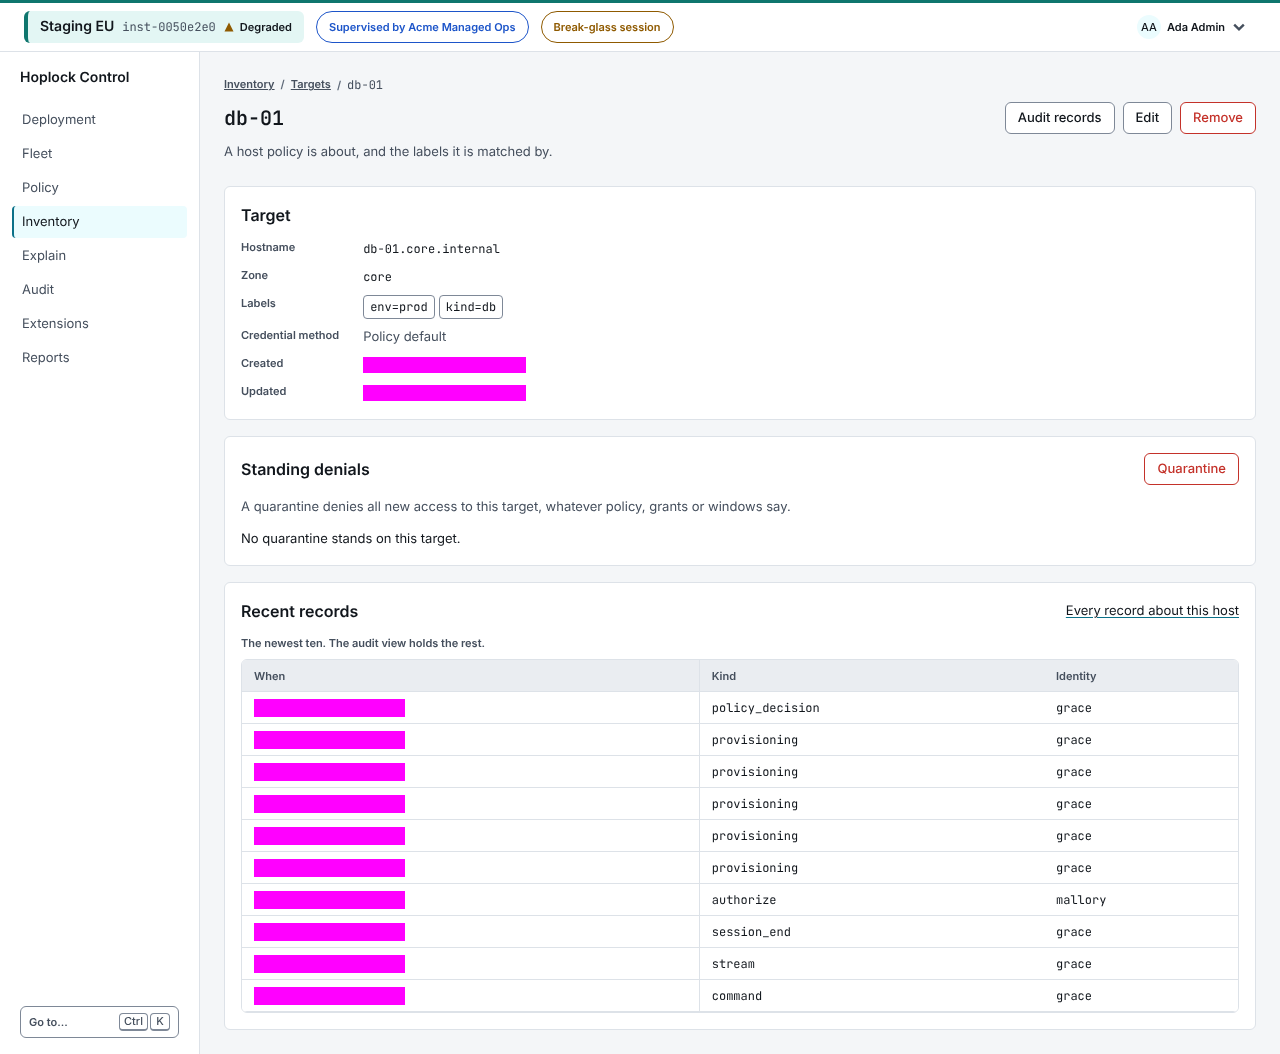 Staging EU inst-0050e2e0 Degraded Supervised by Acme Managed Ops Break-glass session AA Ada Admin
Hoplock Control
Deployment
Fleet
Policy
Inventory
Explain
Audit
Extensions
Reports
Go to... Ctrl K
Inventory / Targets / db-01
db-01
Audit records Edit Remove
A host policy is about, and the labels it is matched by.
Target
Hostname db-01.core.internal
Zone core
Labels env=prod kind=db
Credential method Policy default
Created
Updated
Standing denials
Quarantine
A quarantine denies all new access to this target, whatever policy, grants or windows say.
No quarantine stands on this target.
Recent records
Every record about this host
The newest ten. The audit view holds the rest.
When Kind Identity
policy_decision grace
provisioning grace
provisioning grace
provisioning grace
provisioning grace
provisioning grace
authorize mallory
session_end grace
stream grace
command grace